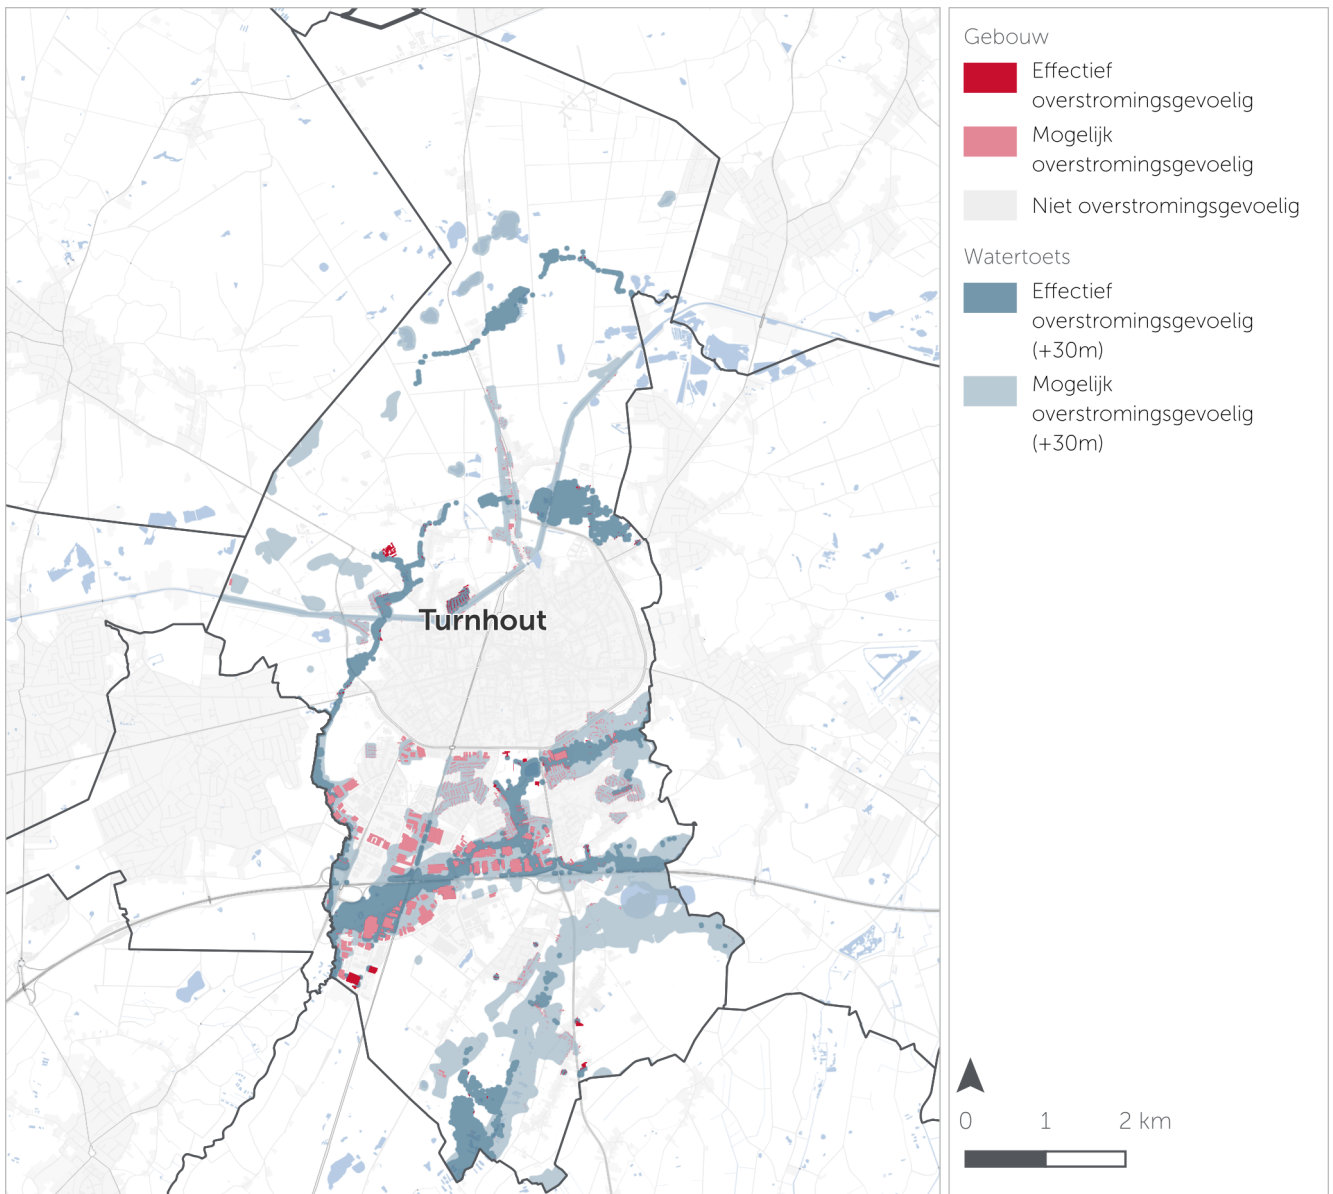 Turnhout
Gebouw
Effectief
overstromingsgevoelig
Mogelijk
overstromingsgevoelig
Niet overstromingsgevoelig
Watertoets
Effectief
overstromingsgevoelig
(+30m)
Mogelijk
overstromingsgevoelig
(+30m)
0 1 2 km